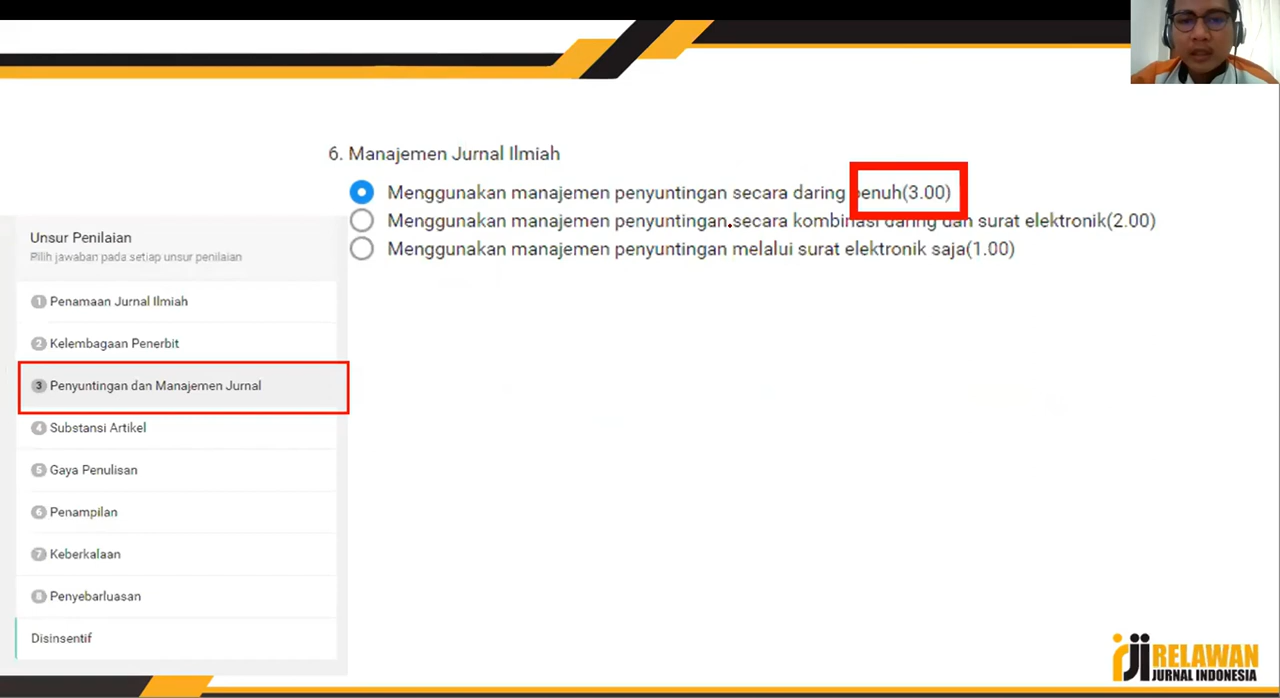 6. Manajemen Jurnal Ilmiah
Menggunakan manajemen penyuntingan secara daring penuh(3.00)
Menggunakan manajemen penyuntingan secara kombinasi daring dan surat elektronik(2.00)
Menggunakan manajemen penyuntingan melalui surat elektronik saja(1.00)
Unsur Penilaian
Pilih jawaban pada setiap unsur penilaian
1 Penamaan Jurnal Ilmiah
2 Kelembagaan Penerbit
3 Penyuntingan dan Manajemen Jurnal
4 Substansi Artikel
5 Gaya Penulisan
6 Penampilan
7 Keberkalaan
8 Penyebarluasan
Disinsentif
rji RELAWAN
JURNAL INDONESIA